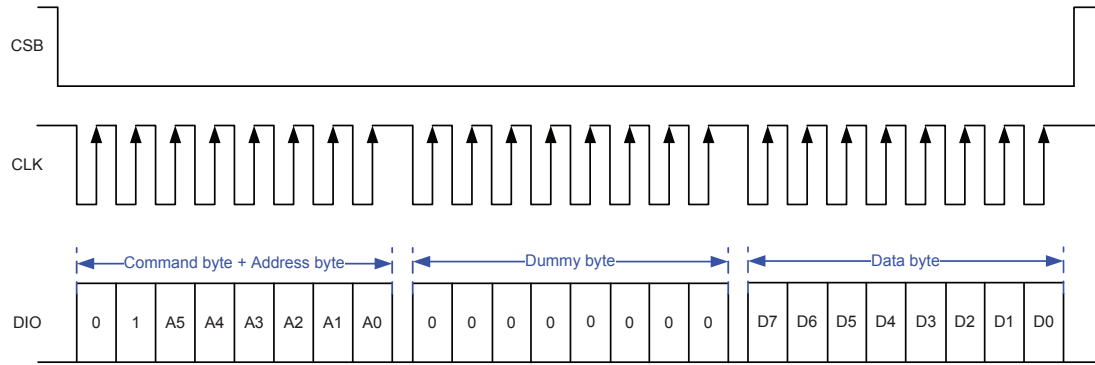 CSB
CLK
Command byte + Address byte Dummy byte Data byte
DIO 0 1 A5 A4 A3 A2 A1 A0 0 0 0 0 0 0 0 0 D7 D6 D5 D4 D3 D2 D1 D0